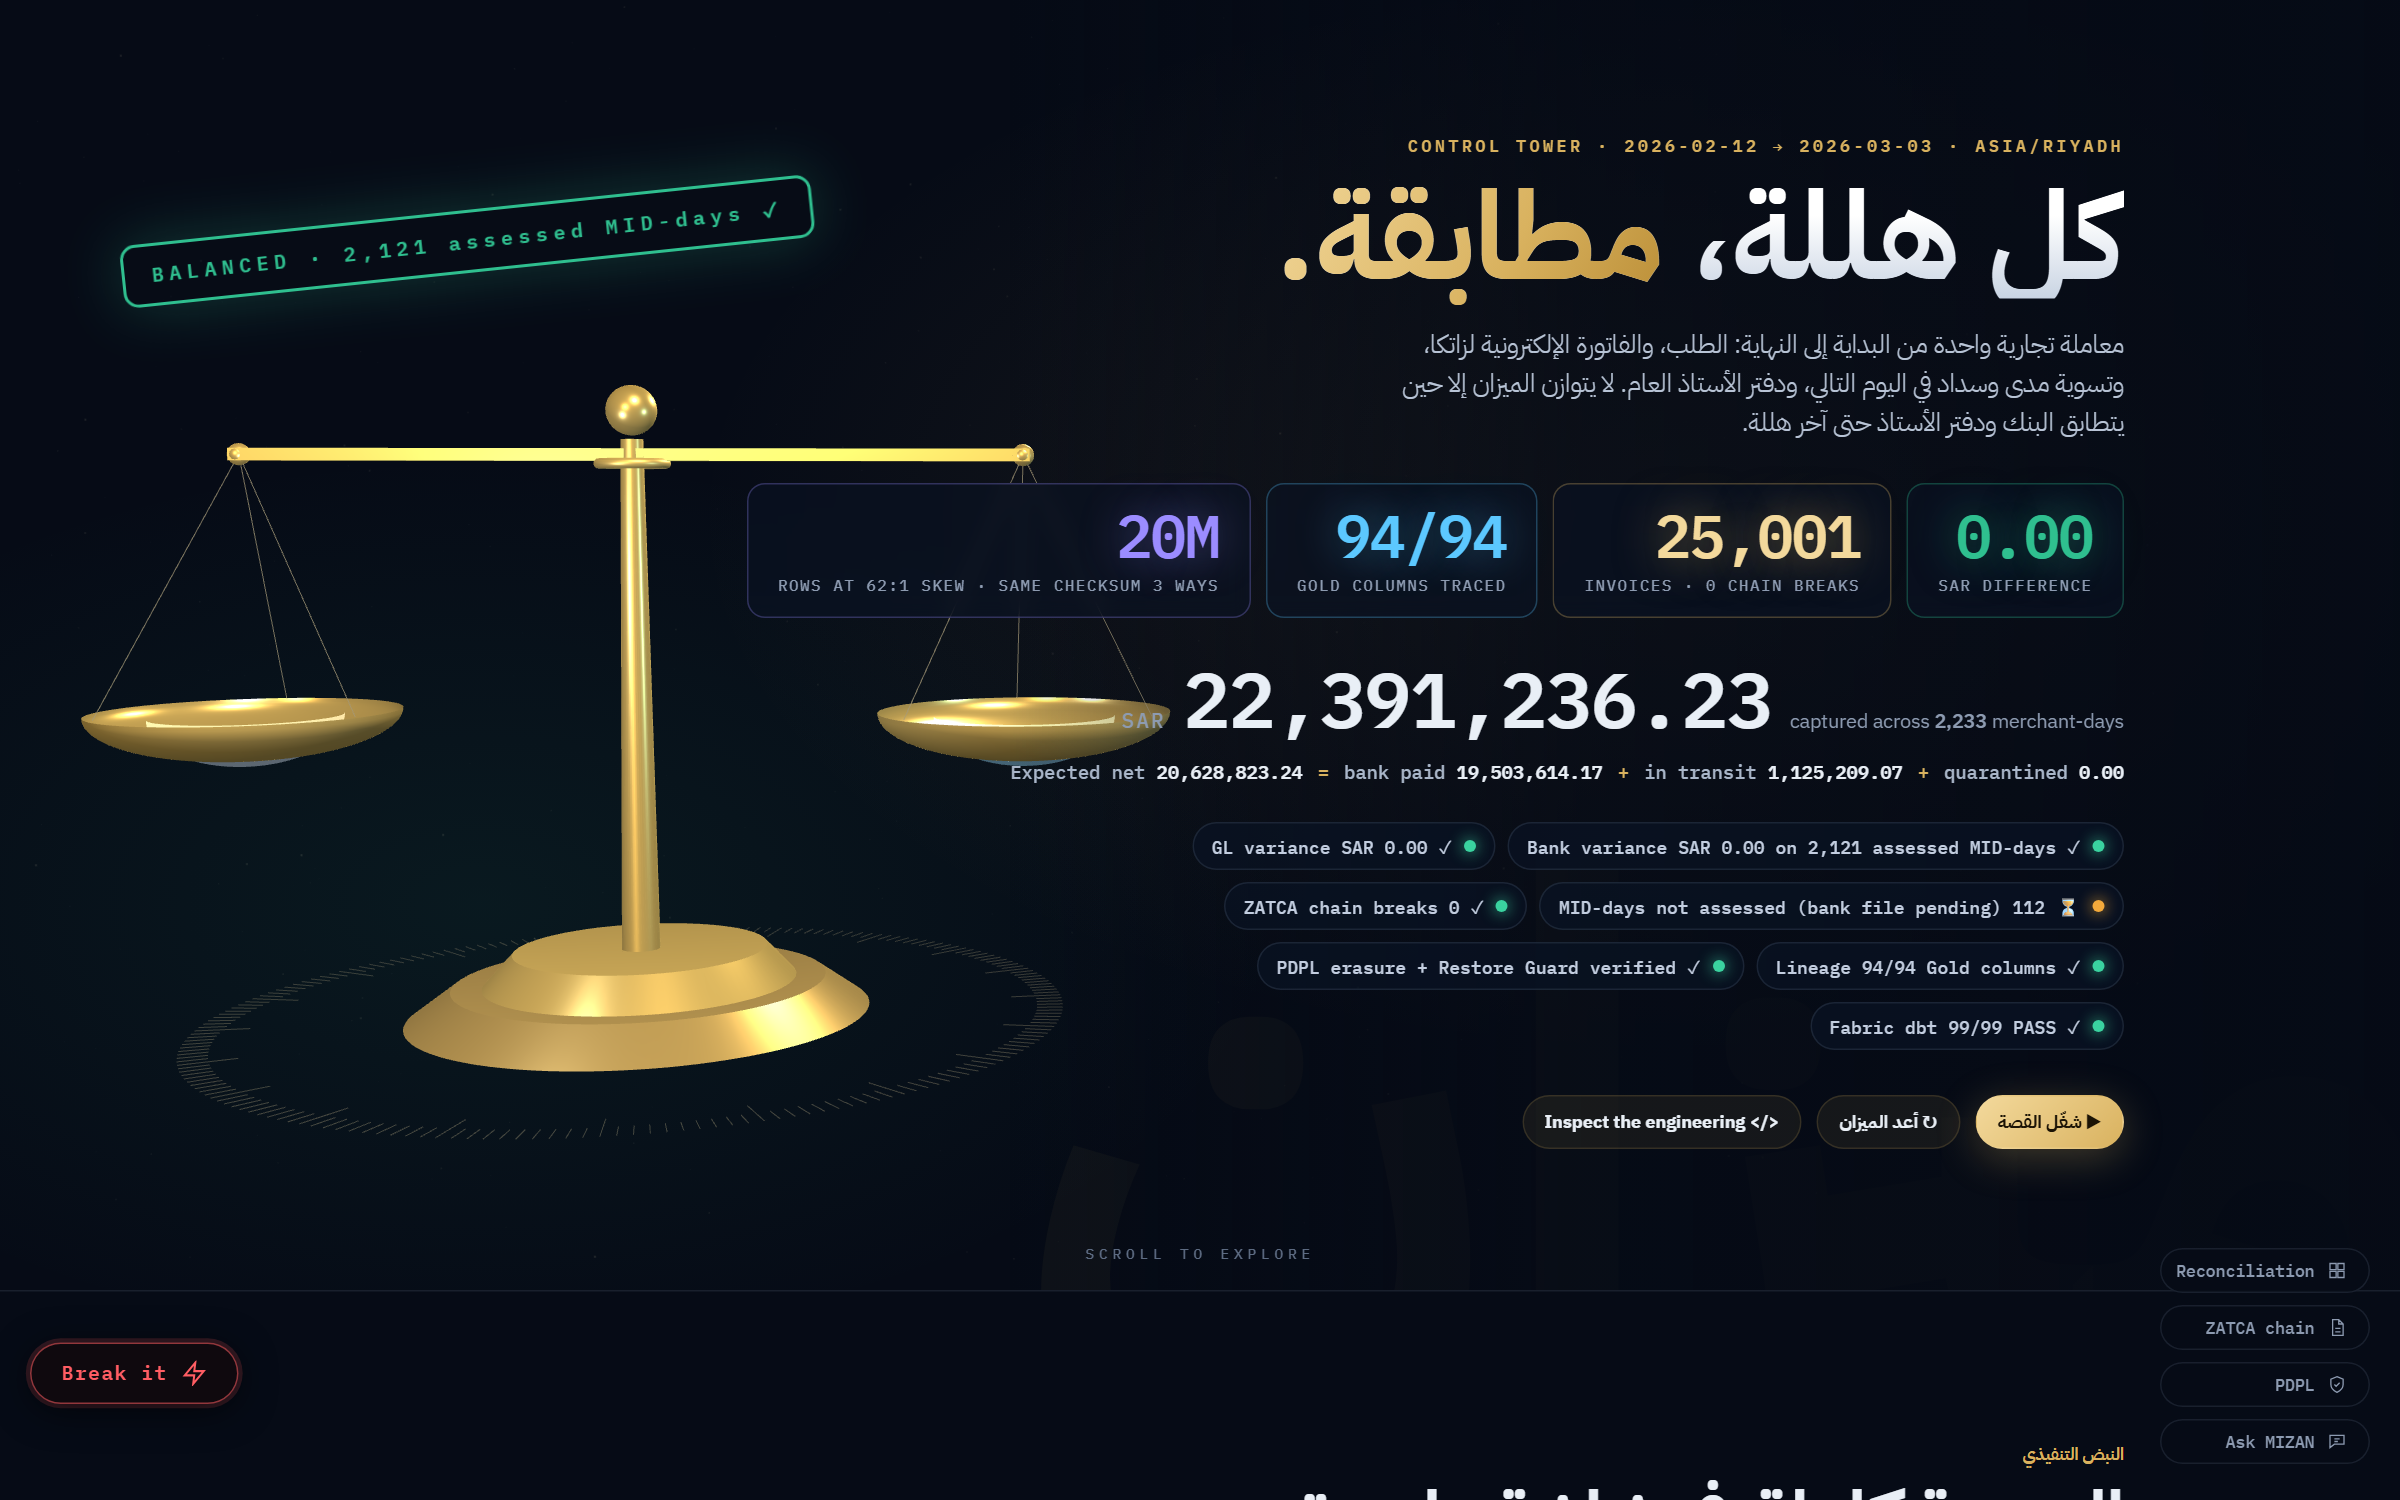 CONTROL TOWER · 2026-02-12 → 2026-03-03 · ASIA/RIYADH
كل هللة، مطابقة.
BALANCED · 2,121 assessed MID-days ✓
معاملة تجارية واحدة من البداية إلى النهاية: الطلب، والفاتورة الإلكترونية لزاتكا،
وتسوية مدى وسداد في اليوم التالي، ودفتر الأستاذ العام. لا يتوازن الميزان إلا حين
يتطابق البنك ودفتر الأستاذ حتى آخر هللة.
0.00
SAR DIFFERENCE
25,001
INVOICES · 0 CHAIN BREAKS
94/94
GOLD COLUMNS TRACED
20M
ROWS AT 62:1 SKEW · SAME CHECKSUM 3 WAYS
SAR 22,391,236.23 captured across 2,233 merchant-days
Expected net 20,628,823.24 = bank paid 19,503,614.17 + in transit 1,125,209.07 + quarantined 0.00
Bank variance SAR 0.00 on 2,121 assessed MID-days ✓
GL variance SAR 0.00 ✓
MID-days not assessed (bank file pending) 112 ⏳
ZATCA chain breaks 0 ✓
Lineage 94/94 Gold columns ✓
PDPL erasure + Restore Guard verified ✓
Fabric dbt 99/99 PASS ✓
▶ شغّل القصة
↻ أعد الميزان
Inspect the engineering </>
SCROLL TO EXPLORE
Reconciliation
ZATCA chain
PDPL
Ask MIZAN
Break it
النبض التنفيذي